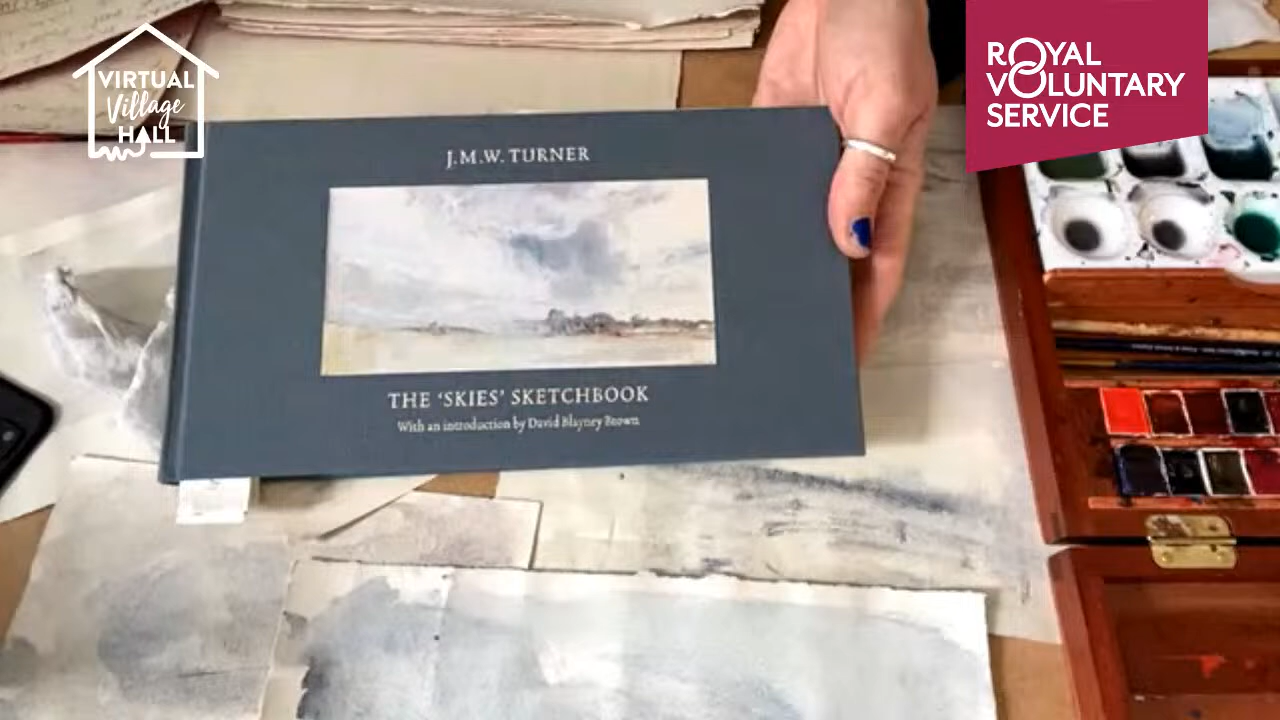 VIRTUAL
Village
HALL
ROYAL
VOLUNTARY
SERVICE
J.M.W. TURNER
THE ‘SKIES’ SKETCHBOOK
With an introduction by David Blayney Brown